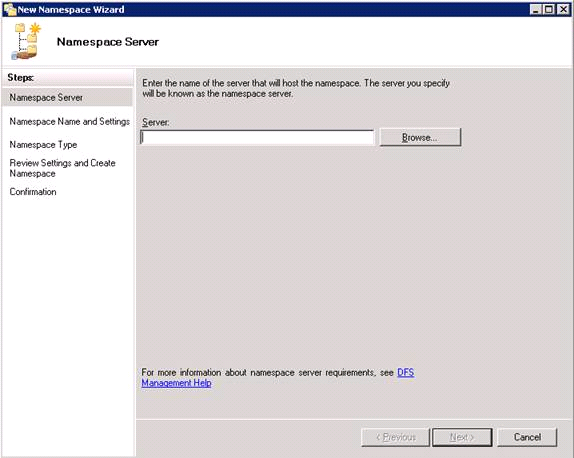 New Namespace Wizard
Namespace Server
Steps:
Namespace Server
Namespace Name and Settings
Namespace Type
Review Settings and Create
Namespace
Confirmation
Enter the name of the server that will host the namespace. The server you specify
will be known as the namespace server.
Server:
Browse...
For more information about namespace server requirements, see DFS
Management Help
< Previous
Next >
Cancel